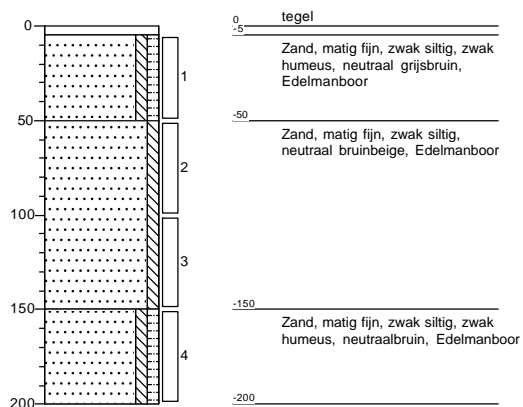 0
50
100
150
200
1
2
3
4
0
tegel
-5
Zand, matig fijn, zwak siltig, zwak
humeus, neutraal grijsbruin,
Edelmanboor
-50
Zand, matig fijn, zwak siltig,
neutraal bruinbeige, Edelmanboor
-150
Zand, matig fijn, zwak siltig, zwak
humeus, neutraalbruin, Edelmanboor
-200